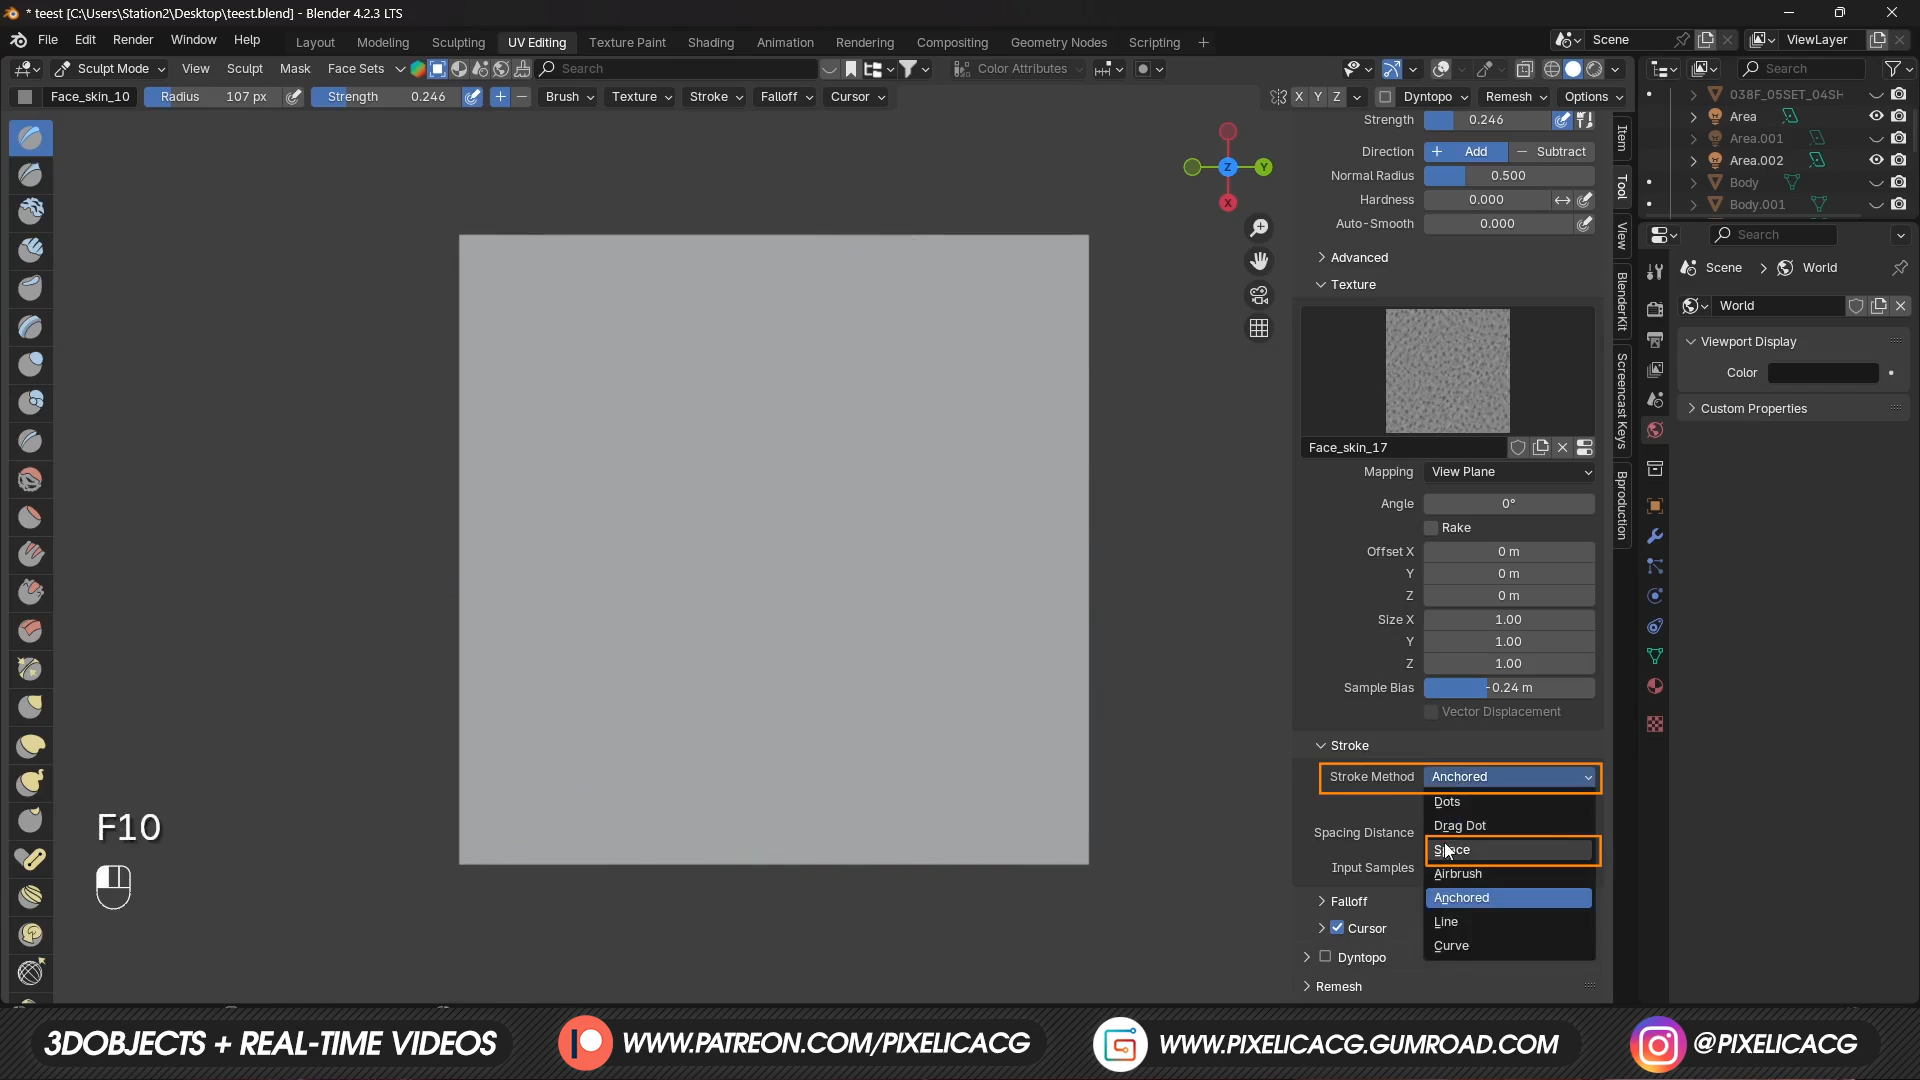 * teest [C:\Users\Station2\Desktop\teest.blend] - Blender 4.2.3 LTS
File Edit Render Window Help Layout Modeling Sculpting UV Editing Texture Paint Shading Animation Rendering Compositing Geometry Nodes Scripting + Scene ViewLayer
Sculpt Mode View Sculpt Mask Face Sets Search Color Attributes Search
Face_skin_10 Radius 107 px Strength 0.246 Brush Texture Stroke Falloff Cursor X Y Z Dyntopo Remesh Options
038F_05SET_04SH
Area
Area.001
Area.002
Body
Body.001
Strength 0.246
Direction + Add − Subtract
Normal Radius 0.500
Hardness 0.000
Auto-Smooth 0.000
Advanced
Texture
Face_skin_17
Mapping View Plane
Angle 0°
Rake
Offset X 0 m
Y 0 m
Z 0 m
Size X 1.00
Y 1.00
Z 1.00
Sample Bias -0.24 m
Vector Displacement
Stroke
Stroke Method Anchored
Dots
Drag Dot
Spacing Distance
Space
Input Samples
Airbrush
Anchored
Line
Curve
Falloff
Cursor
Dyntopo
Remesh
Item
Tool
View
BlenderKit
Screencast Keys
Bproduction
Search
Scene > World
World
Viewport Display
Color
Custom Properties
Z Y X
F10
3DOBJECTS + REAL-TIME VIDEOS WWW.PATREON.COM/PIXELICACG WWW.PIXELICACG.GUMROAD.COM @PIXELICACG